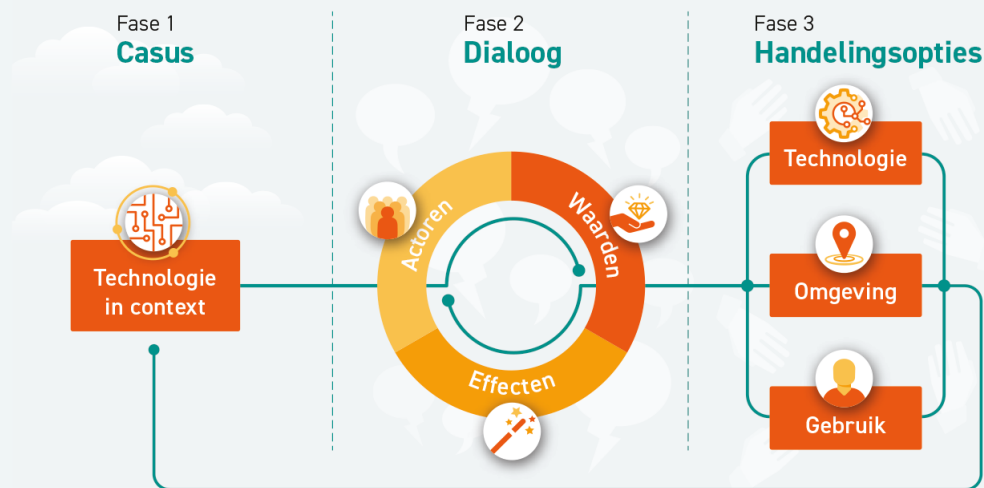 Fase 1
Casus
Technologie
in context
Fase 2
Dialoog
Actoren
Waarden
Effecten
Fase 3
Handelingsopties
Technologie
Omgeving
Gebruik